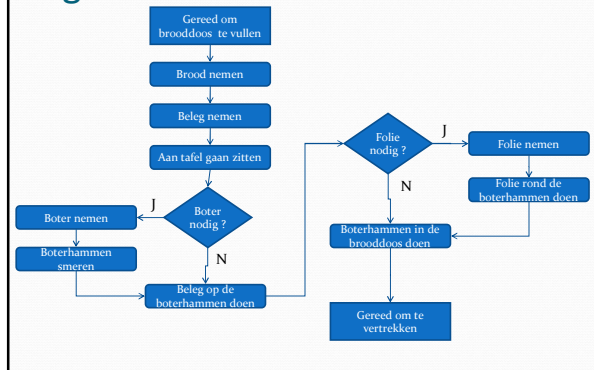 Gereed om
brooddoos te vullen
Brood nemen
Beleg nemen
Aan tafel gaan zitten
Boter
nodig ?
J
Boter nemen
Boterhammen
smeren
N
Beleg op de
boterhammen doen
Folie
nodig ?
J
Folie nemen
Folie rond de
boterhammen doen
N
Boterhammen in de
brooddoos doen
Gereed om te
vertrekken